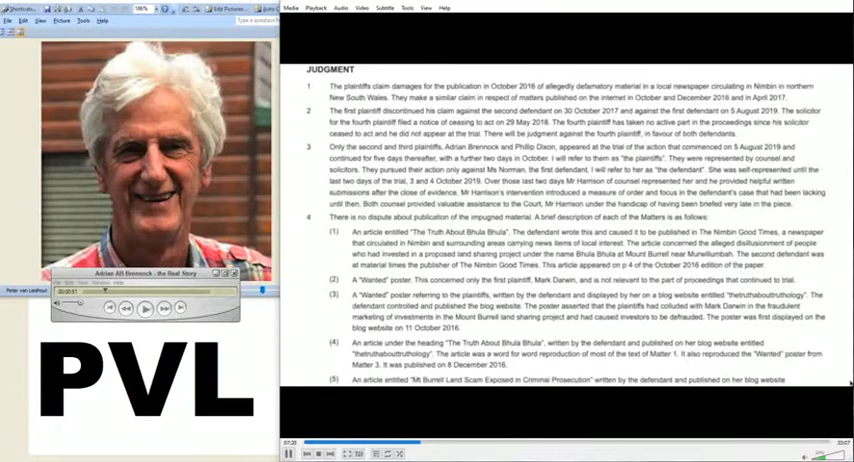 Shortcuts...
186%
Edit Pictures...
Auto C
Media Playback Audio Video Subtitle Tools View Help
File Edit View Picture Tools Help
Type a question f
JUDGMENT
1 The plaintiffs claim damages for the publication in October 2016 of allegedly defamatory material in a local newspaper circulating in Nimbin in northern
New South Wales. They make a similar claim in respect of matters published on the internet in October and December 2016 and in April 2017.
2 The first plaintiff discontinued his claim against the second defendant on 30 October 2017 and against the first defendant on 5 August 2019. The solicitor
for the fourth plaintiff filed a notice of ceasing to act on 29 May 2018. The fourth plaintiff has taken no active part in the proceedings since his solicitor
ceased to act and he did not appear at the trial. There will be judgment against the fourth plaintiff, in favour of both defendants.
3 Only the second and third plaintiffs, Adrian Brennock and Phillip Dixon, appeared at the trial of the action that commenced on 5 August 2019 and
continued for five days thereafter, with a further two days in October. I will refer to them as "the plaintiffs". They were represented by counsel and
solicitors. They pursued their action only against Ms Norman, the first defendant. I will refer to her as "the defendant". She was self-represented until the
last two days of the trial, 3 and 4 October 2019. Over those last two days Mr Harrison of counsel represented her and he provided helpful written
submissions after the close of evidence. Mr Harrison's intervention introduced a measure of order and focus in the defendant's case that had been lacking
until then. Both counsel provided valuable assistance to the Court, Mr Harrison under the handicap of having been briefed very late in the piece.
4 There is no dispute about publication of the impugned material. A brief description of each of the Matters is as follows:
(1) An article entitled "The Truth About Bhula Bhula". The defendant wrote this and caused it to be published in The Nimbin Good Times, a newspaper
that circulated in Nimbin and surrounding areas carrying news items of local interest. The article concerned the alleged disillusionment of people
who had invested in a proposed land sharing project under the name Bhula Bhula at Mount Burrell near Murwillumbah. The second defendant was
at material times the publisher of The Nimbin Good Times. This article appeared on p 4 of the October 2016 edition of the paper.
(2) A "Wanted" poster. This concerned only the first plaintiff, Mark Darwin, and is not relevant to the part of proceedings that continued to trial.
(3) A "Wanted" poster referring to the plaintiffs, written by the defendant and displayed by her on a blog website entitled "thetruthabouttruthology". The
defendant controlled and published the blog website. The poster asserted that the plaintiffs had colluded with Mark Darwin in the fraudulent
marketing of investments in the Mount Burrell land sharing project and had caused investors to be defrauded. The poster was first displayed on the
blog website on 11 October 2016.
(4) An article under the heading "The Truth About Bhula Bhula", written by the defendant and published on her blog website entitled
"thetruthabouttruthology". The article was a word for word reproduction of most of the text of Matter 1. It also reproduced the "Wanted" poster from
Matter 3. It was published on 8 December 2016.
(5) An article entitled "Mt Burrell Land Scam Exposed in Criminal Prosecution" written by the defendant and published on her blog website
Adrian AB Brennock - the Real Story
00:00:51
Peter van Lieshout
PVL
07:20
33:07